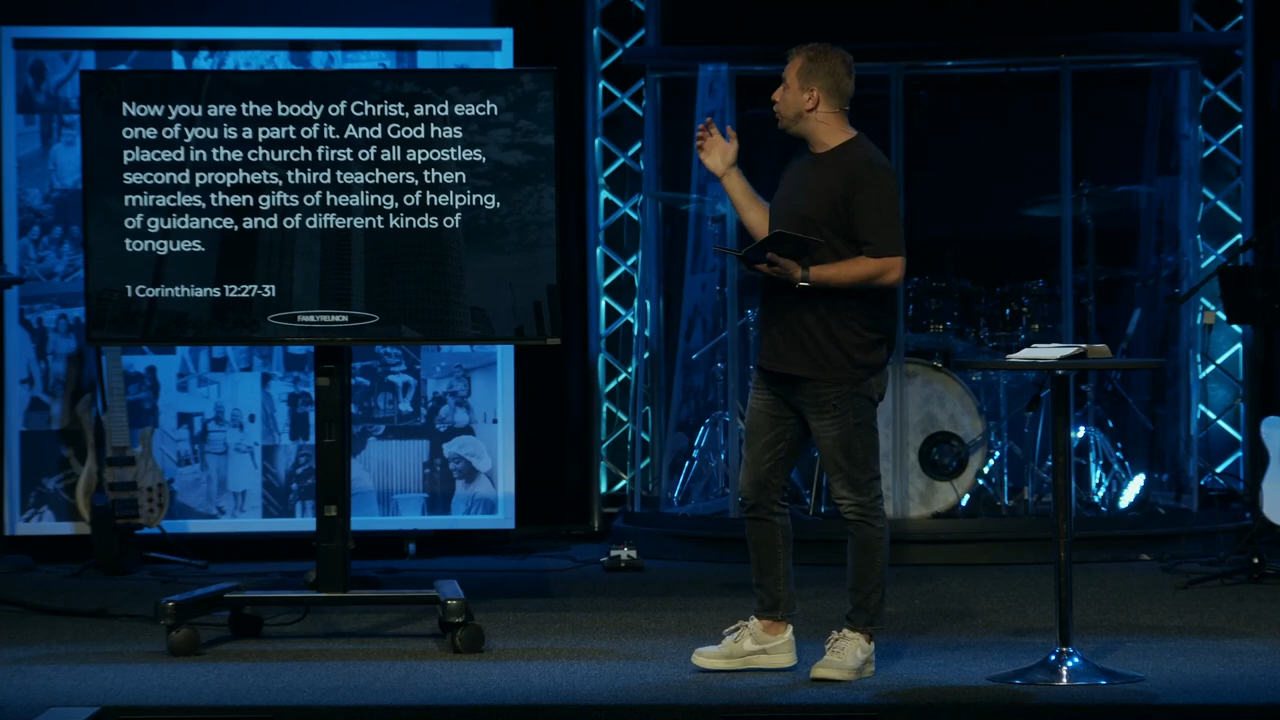 Now you are the body of Christ, and each
one of you is a part of it. And God has
placed in the church first of all apostles,
second prophets, third teachers, then
miracles, then gifts of healing, of helping,
of guidance, and of different kinds of
tongues.
1 Corinthians 12:27-31
FAMILY REUNION